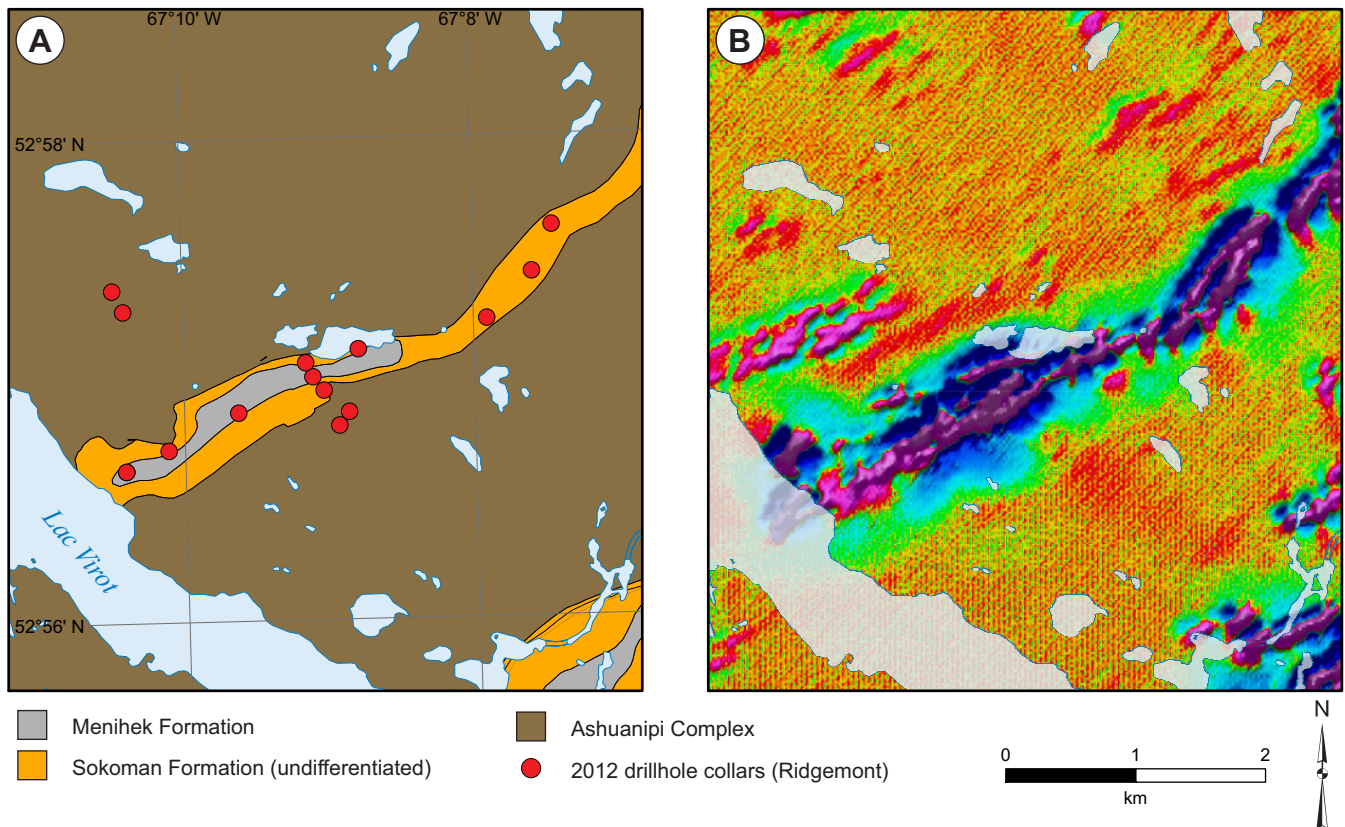 A
67°10' W
67°8' W
B
52°58' N
Lac Virot
52°56' N
Menihek Formation
Sokoman Formation (undifferentiated)
Ashuanipi Complex
2012 drillhole collars (Ridgemont)
0 1 2
km
N